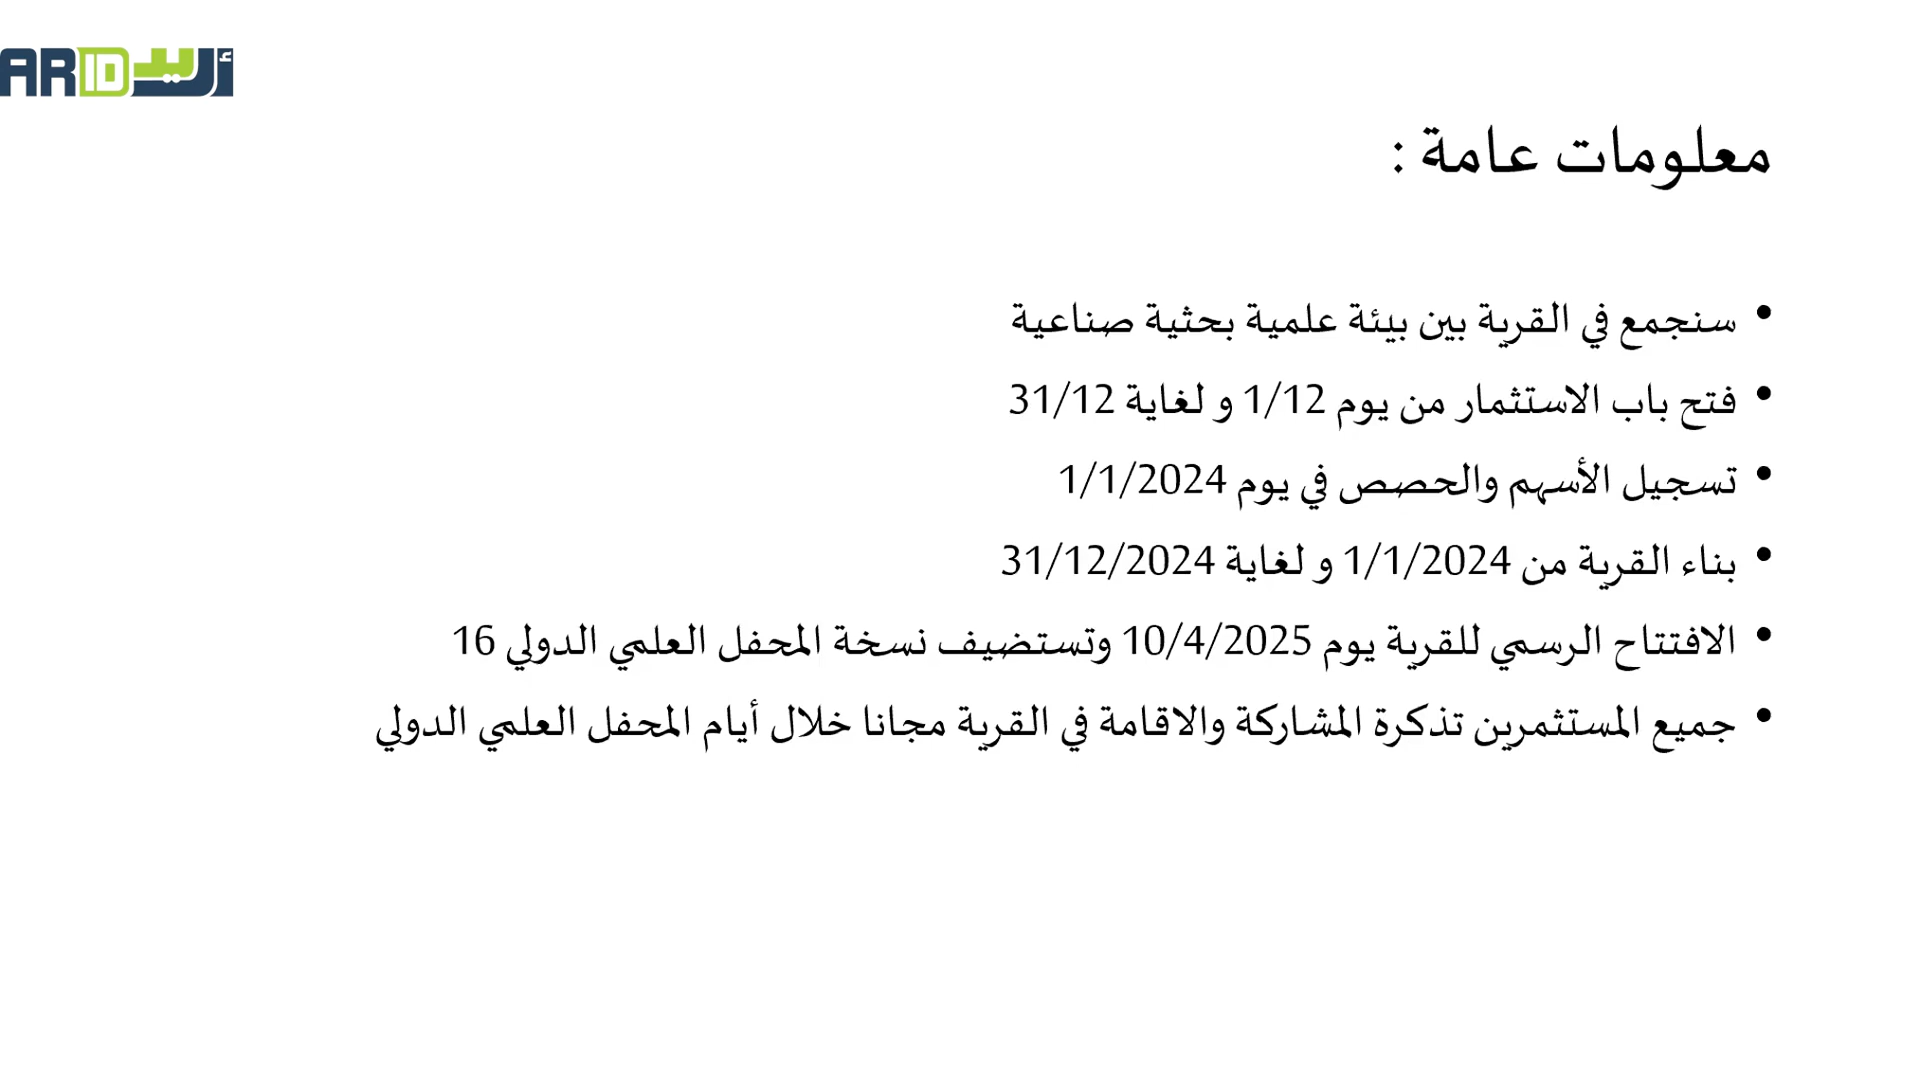 ARID أريد
معلومات عامة :
• سنجمع في القرية بين بيئة علمية بحثية صناعية
• فتح باب الاستثمار من يوم 1/12 و لغاية 31/12
• تسجيل الأسهم والحصص في يوم 1/1/2024
• بناء القرية من 1/1/2024 و لغاية 31/12/2024
• الافتتاح الرسمي للقرية يوم 10/4/2025 وتستضيف نسخة المحفل العلمي الدولي 16
• جميع المستثمرين تذكرة المشاركة والاقامة في القرية مجانا خلال أيام المحفل العلمي الدولي